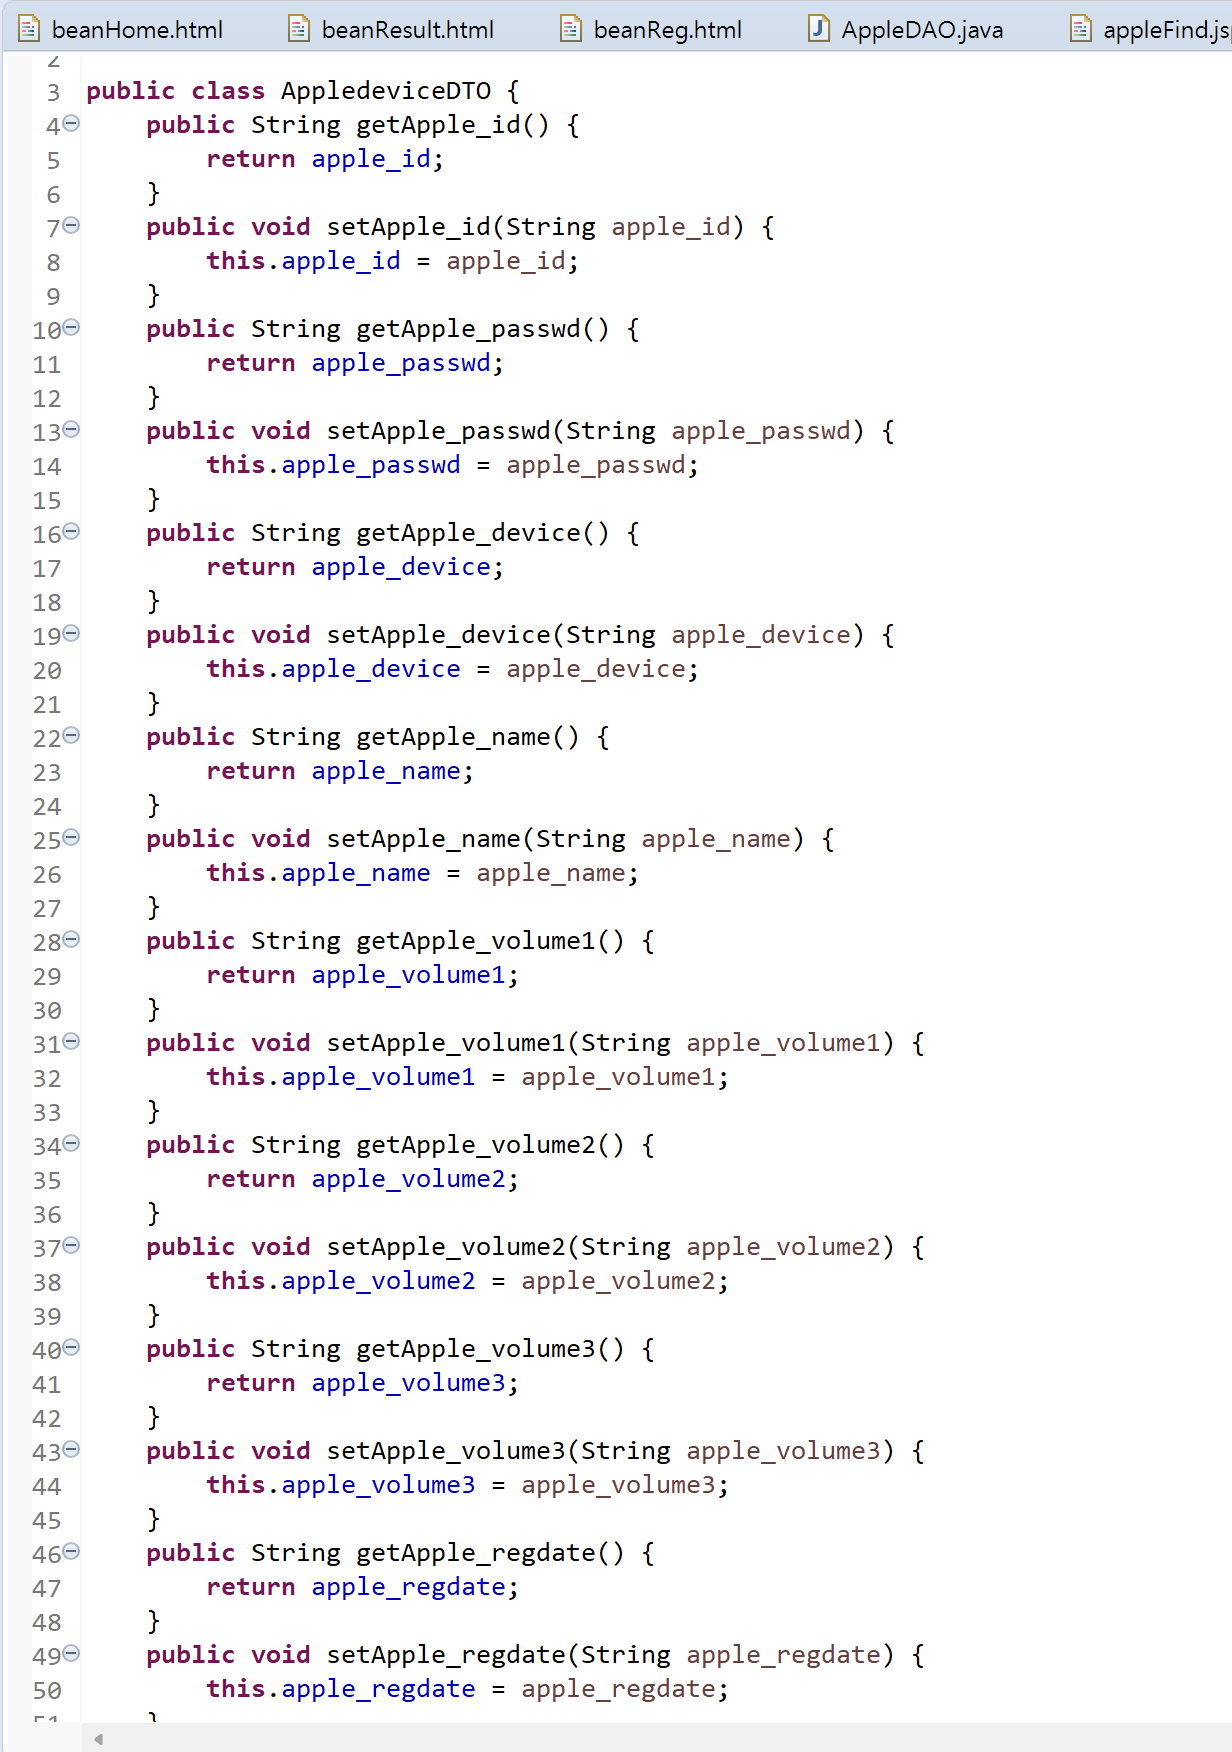 beanHome.html beanResult.html beanReg.html AppleDAO.java appleFind.js
2
3 public class AppledeviceDTO {
4 public String getApple_id() {
5 return apple_id;
6 }
7 public void setApple_id(String apple_id) {
8 this.apple_id = apple_id;
9 }
10 public String getApple_passwd() {
11 return apple_passwd;
12 }
13 public void setApple_passwd(String apple_passwd) {
14 this.apple_passwd = apple_passwd;
15 }
16 public String getApple_device() {
17 return apple_device;
18 }
19 public void setApple_device(String apple_device) {
20 this.apple_device = apple_device;
21 }
22 public String getApple_name() {
23 return apple_name;
24 }
25 public void setApple_name(String apple_name) {
26 this.apple_name = apple_name;
27 }
28 public String getApple_volume1() {
29 return apple_volume1;
30 }
31 public void setApple_volume1(String apple_volume1) {
32 this.apple_volume1 = apple_volume1;
33 }
34 public String getApple_volume2() {
35 return apple_volume2;
36 }
37 public void setApple_volume2(String apple_volume2) {
38 this.apple_volume2 = apple_volume2;
39 }
40 public String getApple_volume3() {
41 return apple_volume3;
42 }
43 public void setApple_volume3(String apple_volume3) {
44 this.apple_volume3 = apple_volume3;
45 }
46 public String getApple_regdate() {
47 return apple_regdate;
48 }
49 public void setApple_regdate(String apple_regdate) {
50 this.apple_regdate = apple_regdate;
51 }